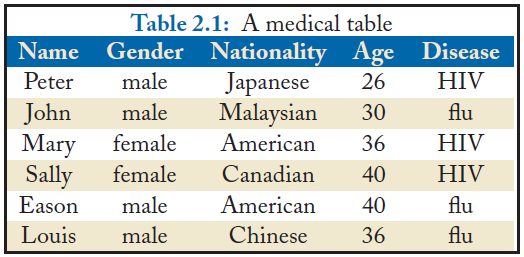 Table 2.1: A medical table
Name Gender Nationality Age Disease
Peter male Japanese 26 HIV
John male Malaysian 30 flu
Mary female American 36 HIV
Sally female Canadian 40 HIV
Eason male American 40 flu
Louis male Chinese 36 flu